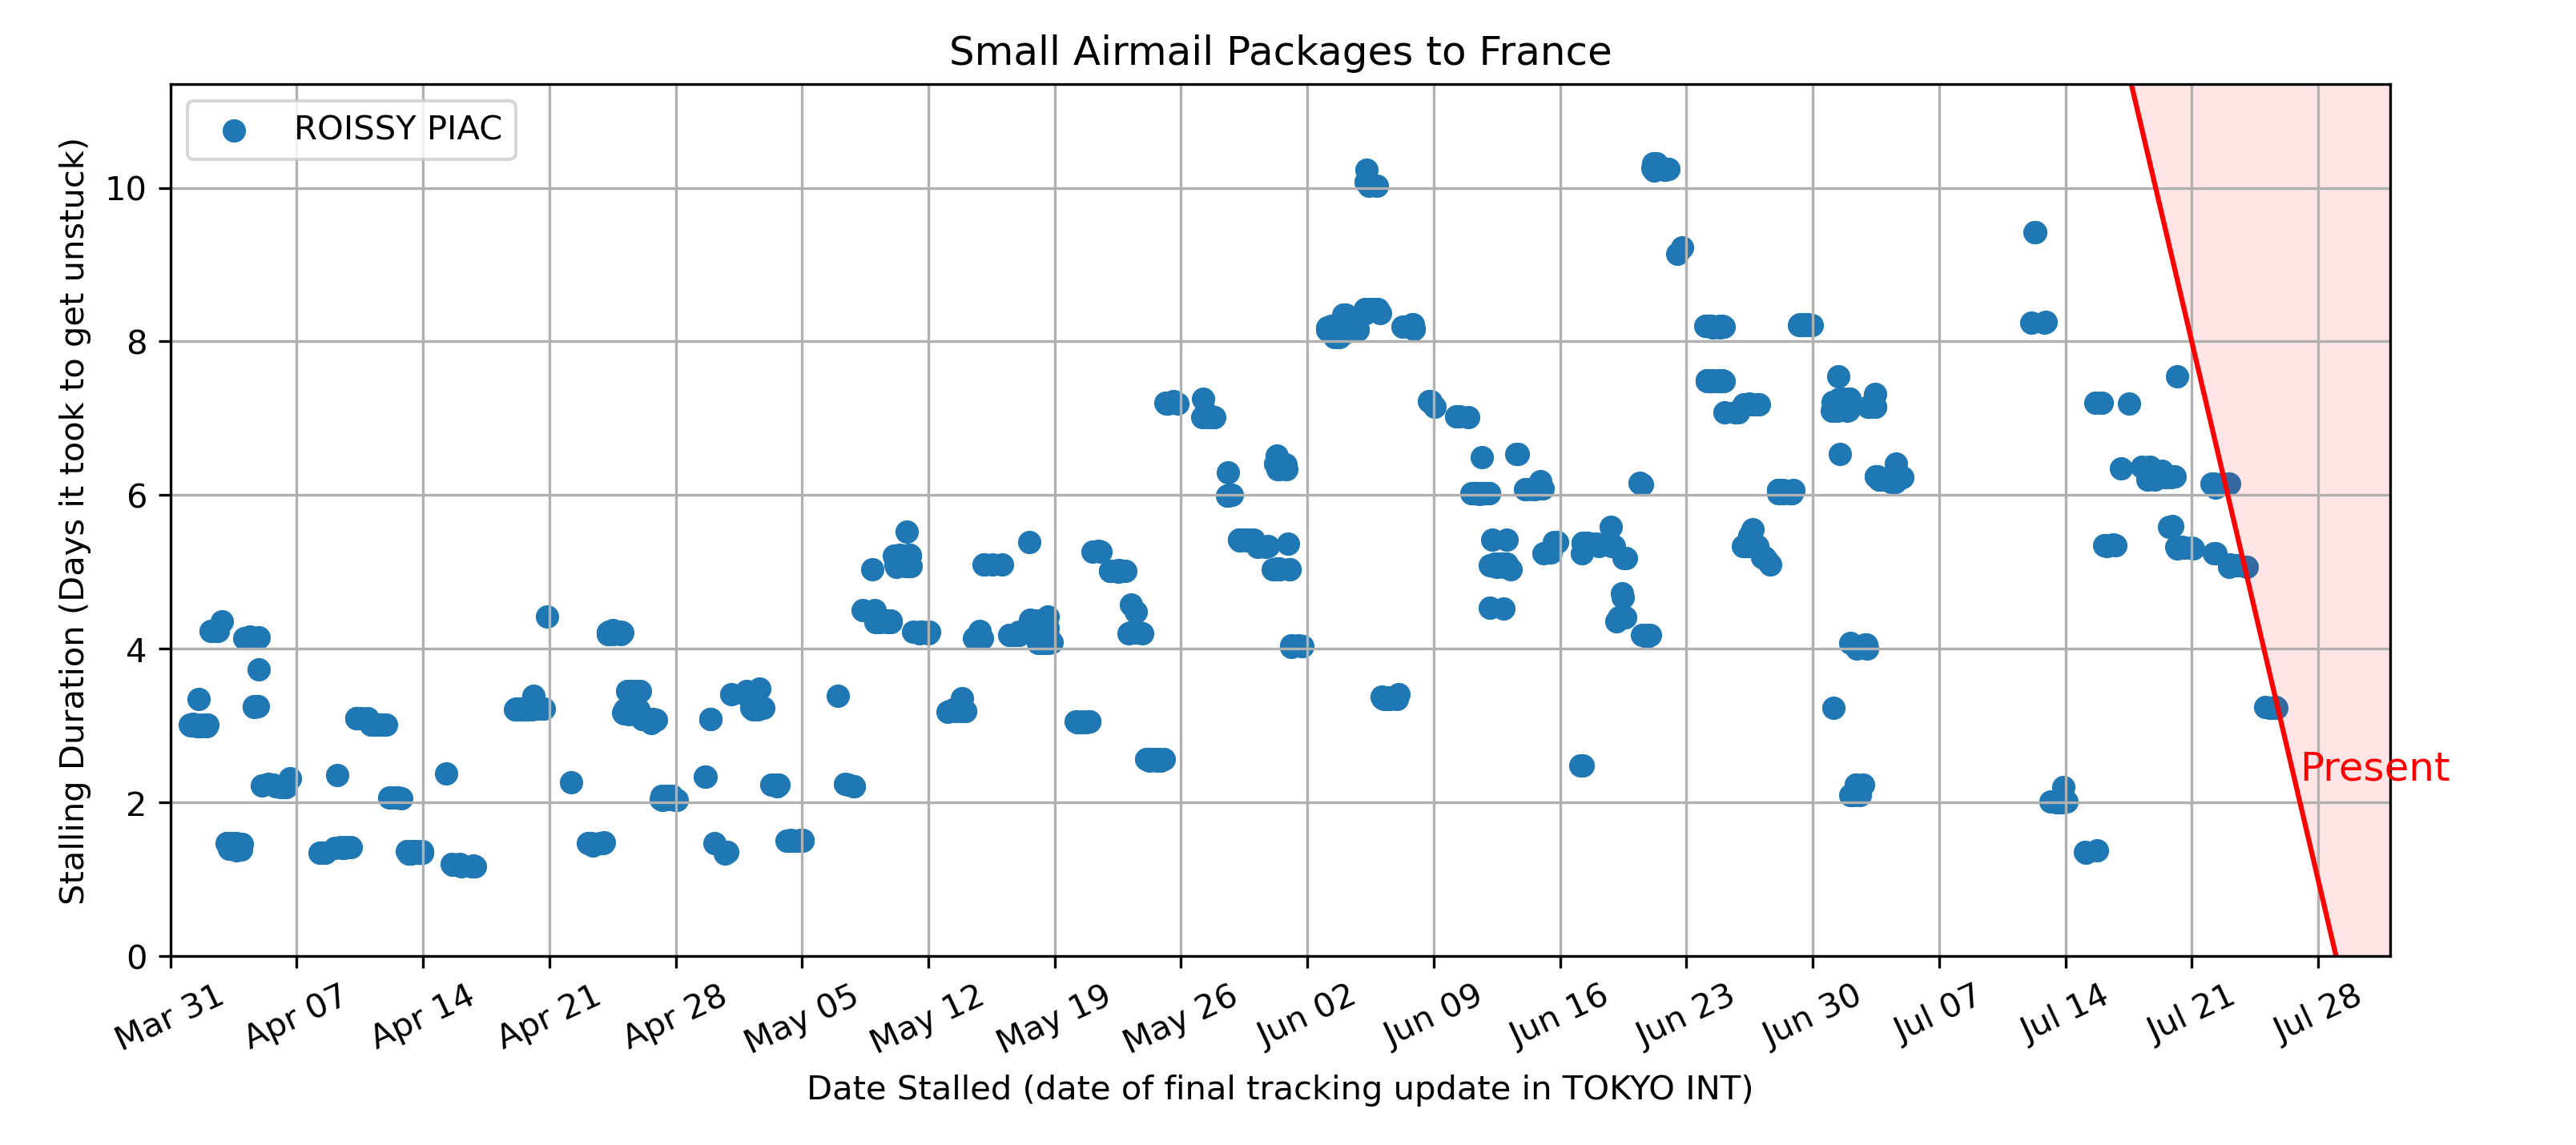 Small Airmail Packages to France
ROISSY PIAC
Stalling Duration (Days it took to get unstuck)
10
8
6
4
2
0
Present
Mar 31
Apr 07
Apr 14
Apr 21
Apr 28
May 05
May 12
May 19
May 26
Jun 02
Jun 09
Jun 16
Jun 23
Jun 30
Jul 07
Jul 14
Jul 21
Jul 28
Date Stalled (date of final tracking update in TOKYO INT)